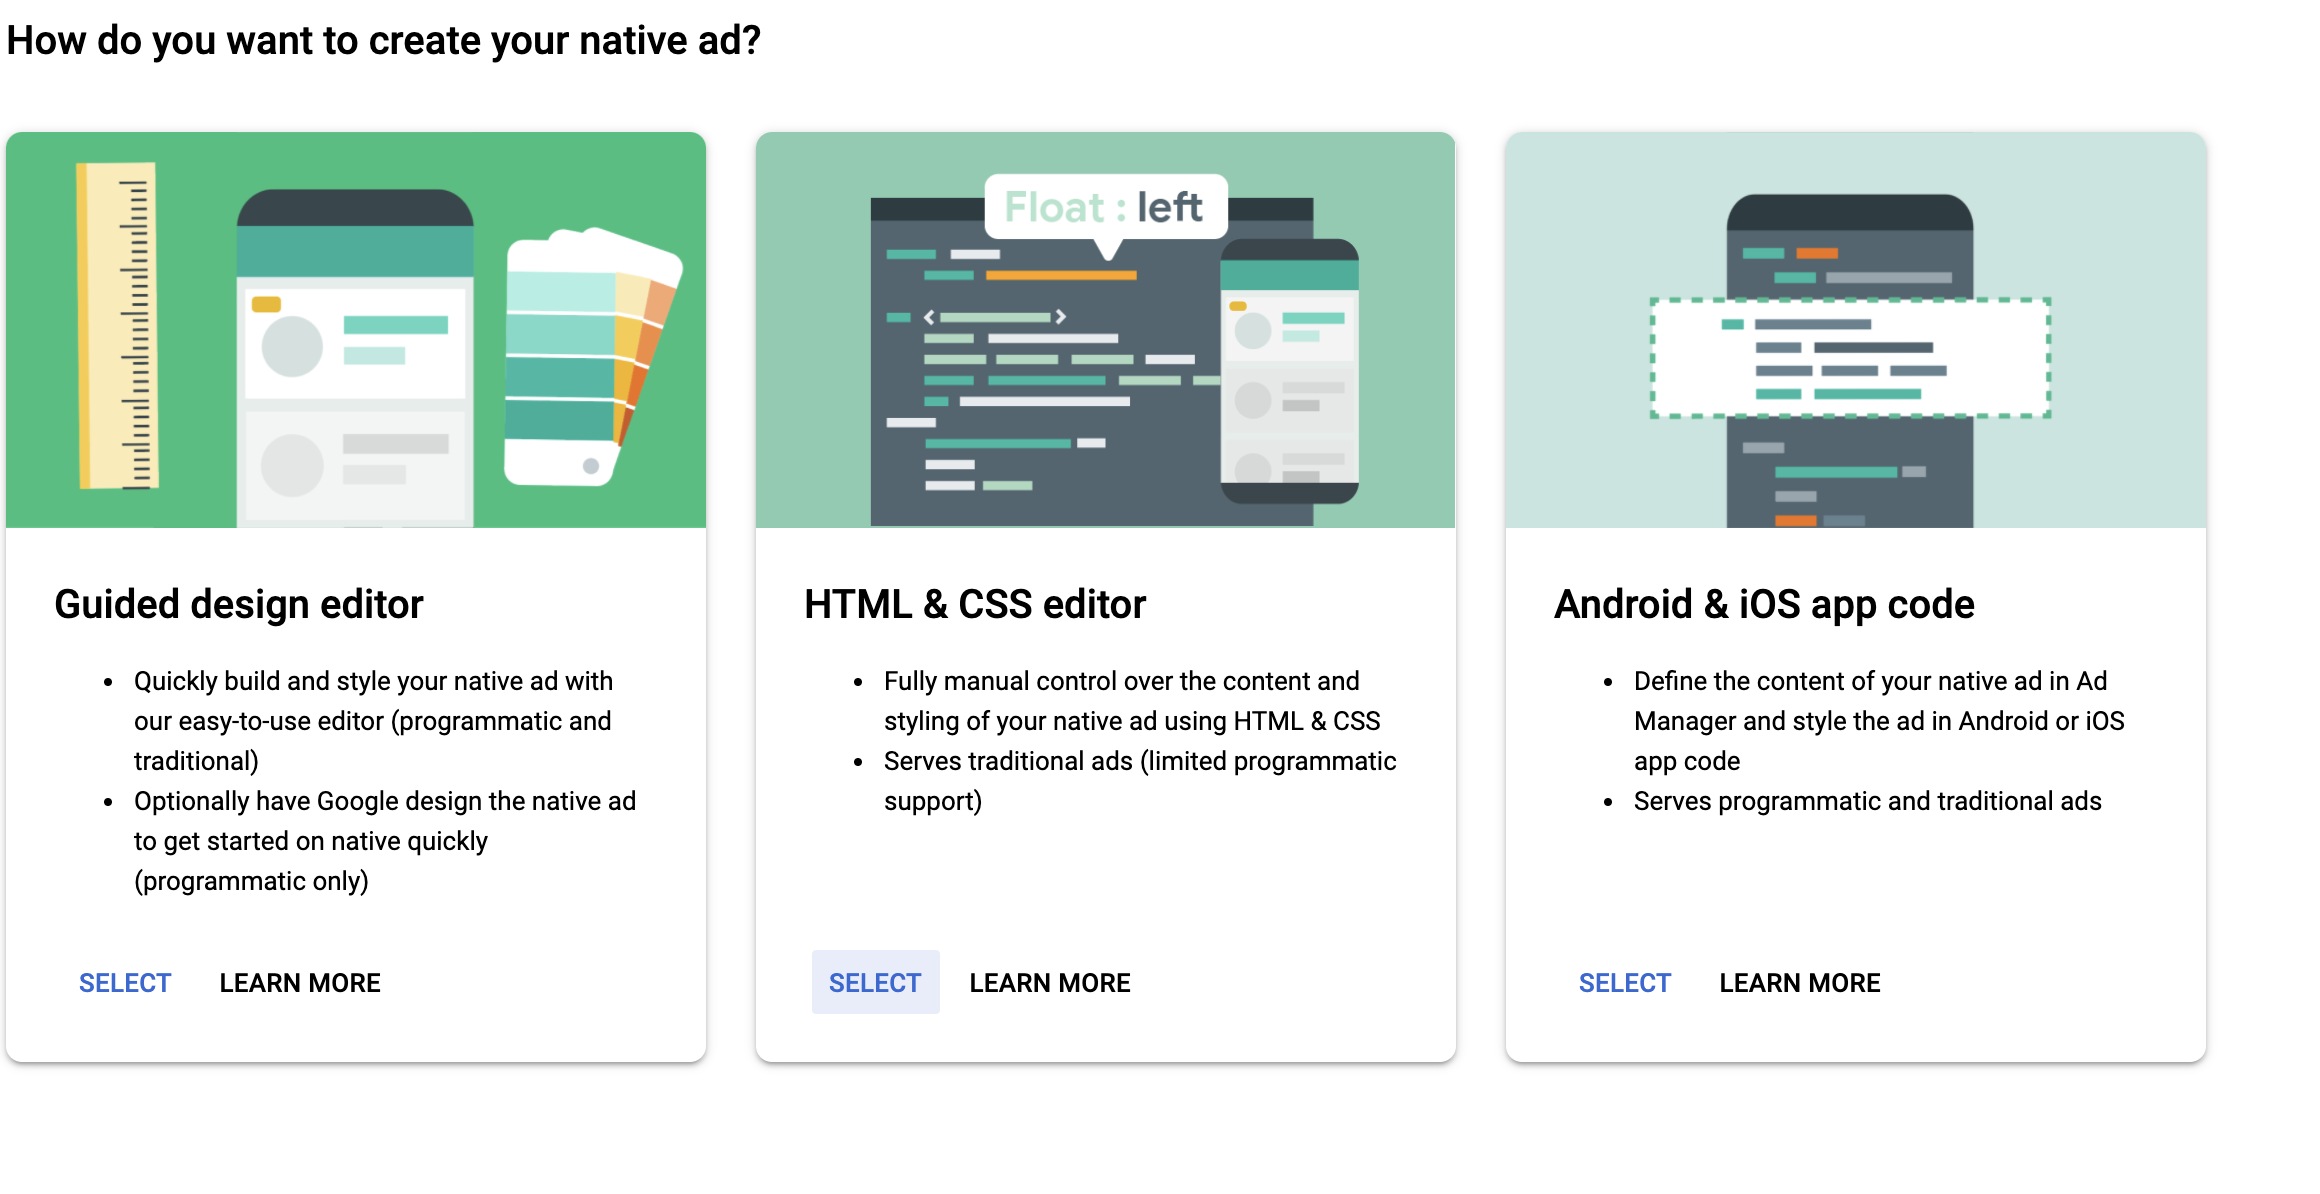 How do you want to create your native ad?
Float : left
Guided design editor
• Quickly build and style your native ad with
our easy-to-use editor (programmatic and
traditional)
• Optionally have Google design the native ad
to get started on native quickly
(programmatic only)
SELECT LEARN MORE
HTML & CSS editor
• Fully manual control over the content and
styling of your native ad using HTML & CSS
• Serves traditional ads (limited programmatic
support)
SELECT LEARN MORE
Android & iOS app code
• Define the content of your native ad in Ad
Manager and style the ad in Android or iOS
app code
• Serves programmatic and traditional ads
SELECT LEARN MORE